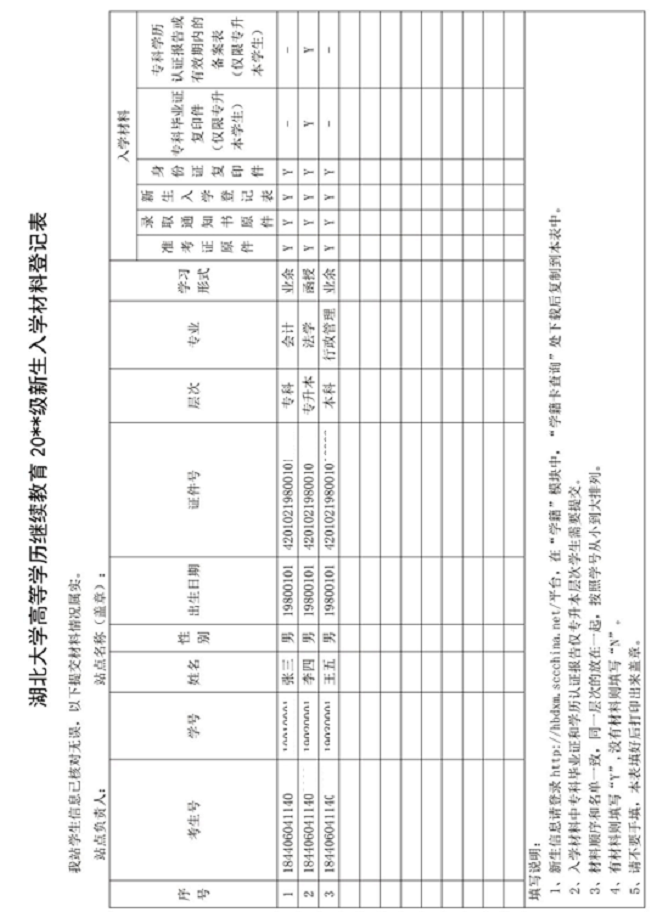 湖北大学高等学历继续教育 20**级新生入学材料登记表
我站学生信息已核对无误，以下提交材料情况属实。
站点负责人： 站点名称（盖章）：
序号 考生号 学号 姓名 性别 出生日期 证件号 层次 专业 学习形式 入学材料
准考证原件 录取通知书原件 新生入学登记表 身份证复印件 专科毕业证复印件（仅限专升本学生） 专科学历认证报告或有效期内的备案表（仅限专升本学生）
1 184406041140 张三 男 19800101 4201021980010 专科 会计 业余 Y Y Y Y - -
2 184406041140 李四 男 19800101 4201021980010 专升本 法学 函授 Y Y Y Y Y Y
3 184406041140 王五 男 19800101 4201021980010 本科 行政管理 业余 Y Y Y Y - -
填写说明：
1、新生信息请登录http://hbdxm.sccchina.net/平台，在“学籍”模块中，“学籍卡查询”处下载后复制到本表中。
2、入学材料中专科毕业证和学历认证报告仅专升本层次学生需要提交。
3、材料顺序和名单一致，同一层次的放在一起，按照学号从小到大排列。
4、有材料则填写“Y”,没有材料则填写“N”。
5、请不要手填，本表填好后打印出来盖章。